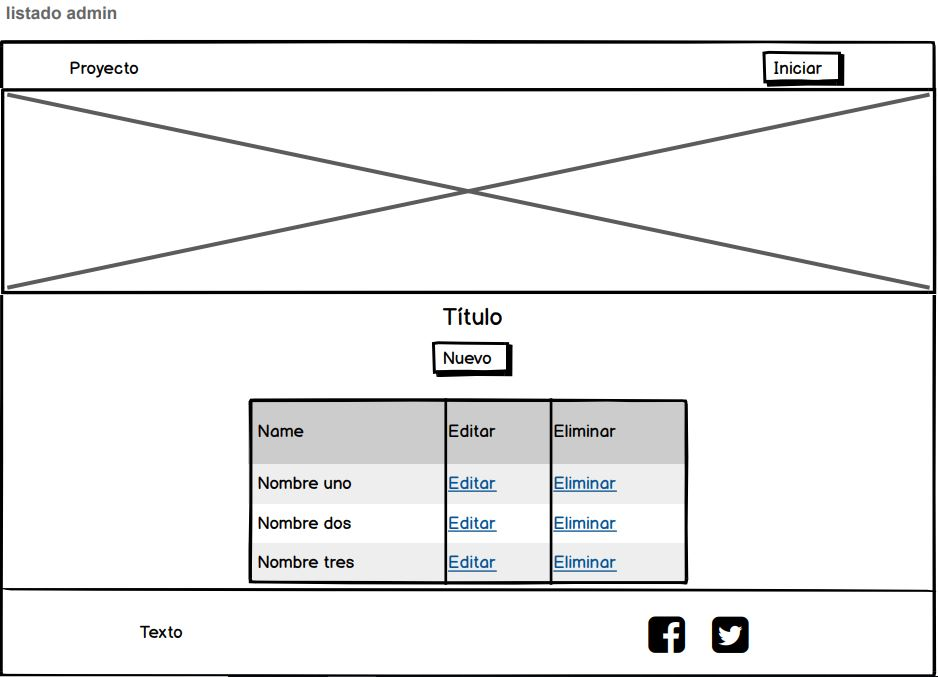 listado admin
Proyecto Iniciar
Título
Nuevo
Name Editar Eliminar
Nombre uno Editar Eliminar
Nombre dos Editar Eliminar
Nombre tres Editar Eliminar
Texto